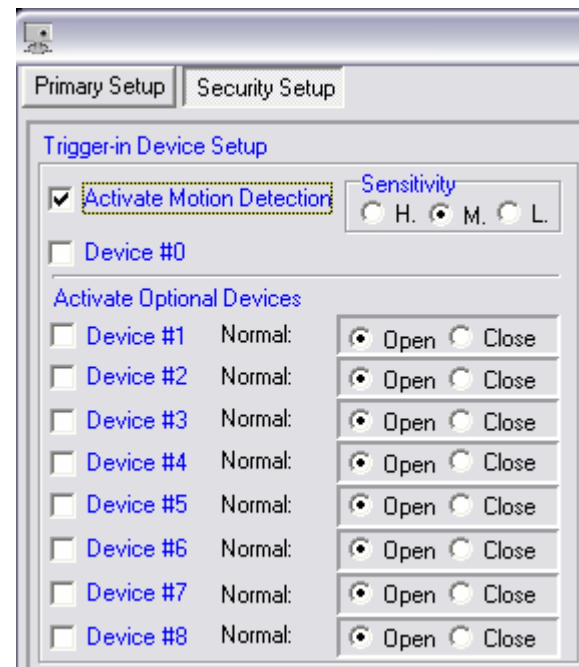 Primary Setup Security Setup
Trigger-in Device Setup
Activate Motion Detection
Sensitivity
H. M. L.
Device #0
Activate Optional Devices
Device #1 Normal: Open Close
Device #2 Normal: Open Close
Device #3 Normal: Open Close
Device #4 Normal: Open Close
Device #5 Normal: Open Close
Device #6 Normal: Open Close
Device #7 Normal: Open Close
Device #8 Normal: Open Close